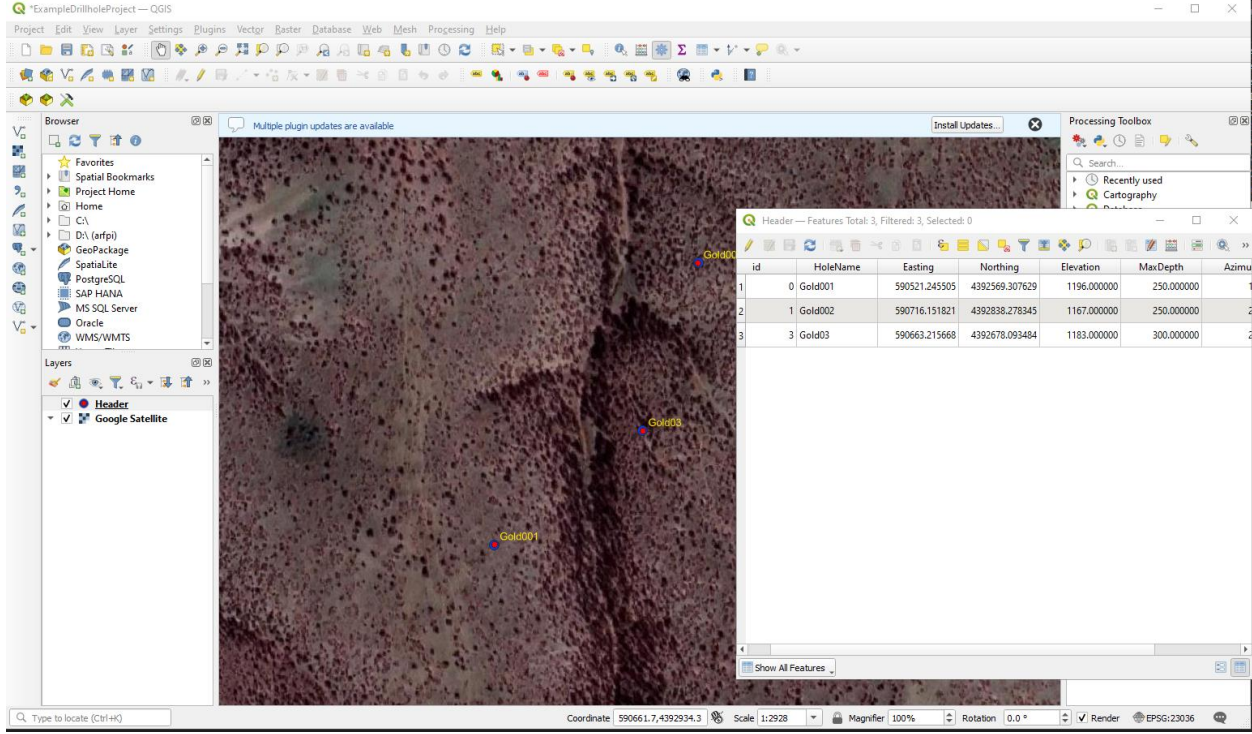 *ExampleDrillholeProject — QGIS
Project Edit View Layer Settings Plugins Vector Raster Database Web Mesh Processing Help
Browser
Favorites
Spatial Bookmarks
Project Home
Home
C:\
D:\ (arfpi)
GeoPackage
SpatiaLite
PostgreSQL
SAP HANA
MS SQL Server
Oracle
WMS/WMTS
Layers
Header
Google Satellite
Multiple plugin updates are available
Install Updates...
Gold03
Gold001
Processing Toolbox
Search...
Recently used
Cartography
Header — Features Total: 3, Filtered: 3, Selected: 0
id HoleName Easting Northing Elevation MaxDepth Azimu
1 0 Gold001 590521.245505 4392569.307629 1196.000000 250.000000 1
2 1 Gold002 590716.151821 4392838.278345 1167.000000 250.000000 2
3 3 Gold03 590663.215668 4392678.093484 1183.000000 300.000000 2
Show All Features
Type to locate (Ctrl+K)
Coordinate 590661.7,4392934.3 Scale 1:2928 Magnifier 100% Rotation 0.0 ° Render EPSG:23036